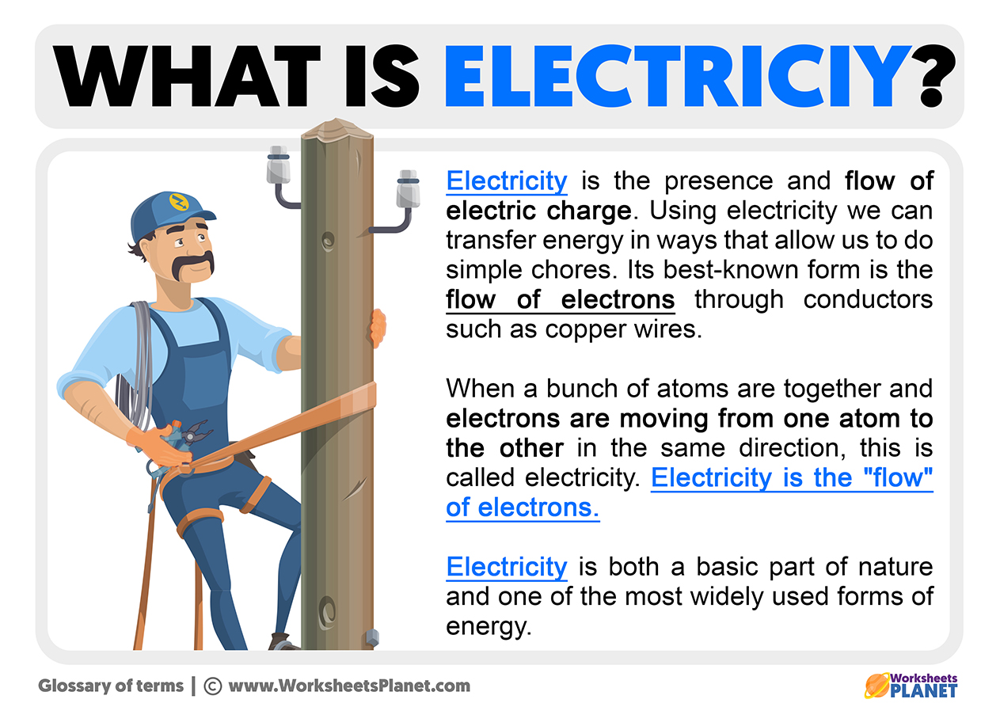 WHAT IS ELECTRICIY?
Electricity is the presence and flow of
electric charge. Using electricity we can
transfer energy in ways that allow us to do
simple chores. Its best-known form is the
flow of electrons through conductors
such as copper wires.
When a bunch of atoms are together and
electrons are moving from one atom to
the other in the same direction, this is
called electricity. Electricity is the "flow"
of electrons.
Electricity is both a basic part of nature
and one of the most widely used forms of
energy.
Glossary of terms | © www.WorksheetsPlanet.com
Worksheets
PLANET